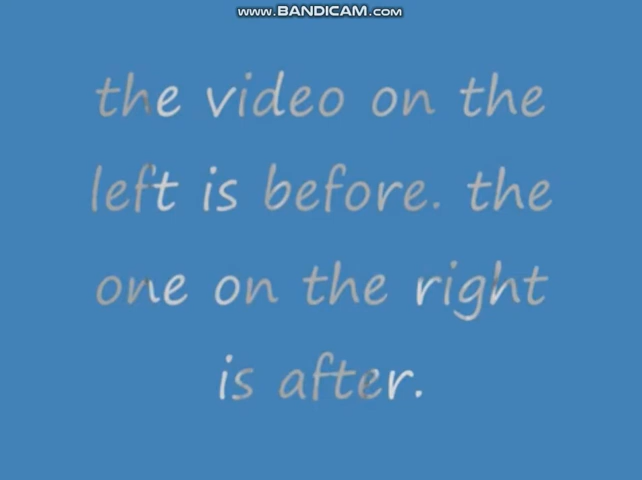 www.BANDICAM.com
the video on the
left is before. the
one on the right
is after.